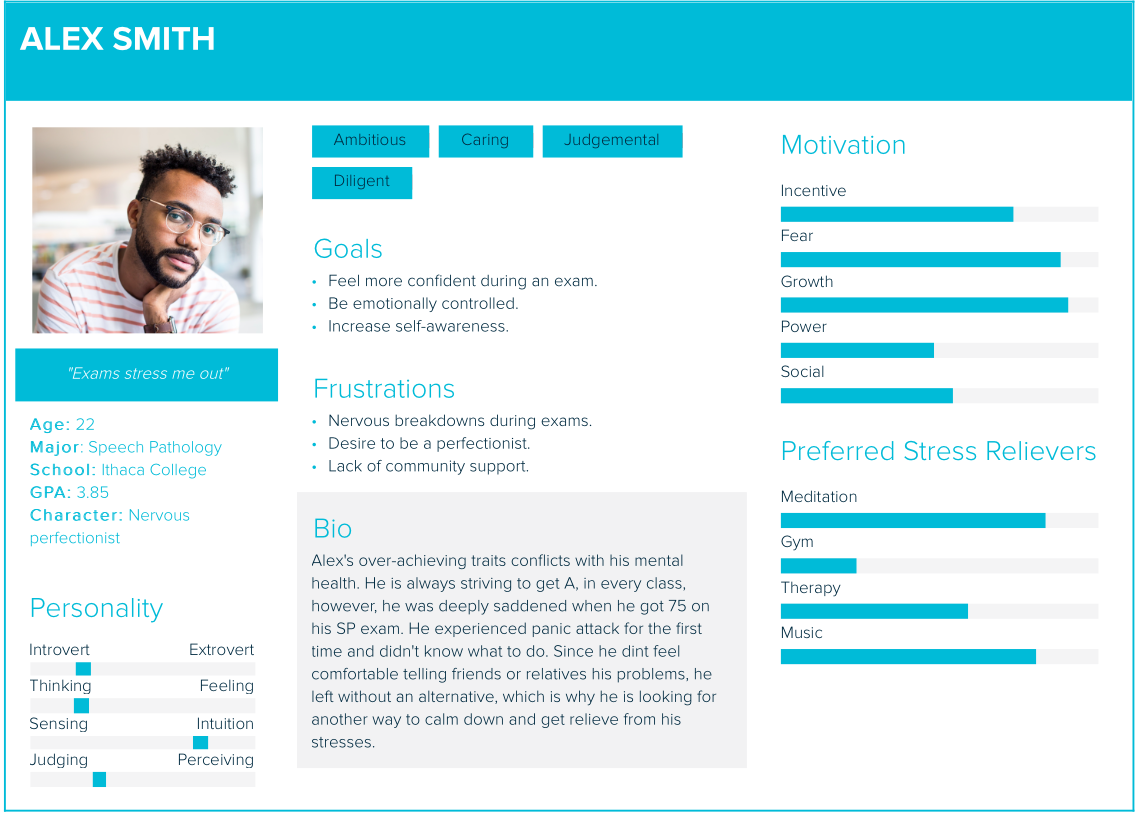 ALEX SMITH
"Exams stress me out"
Age: 22
Major: Speech Pathology
School: Ithaca College
GPA: 3.85
Character: Nervous
perfectionist
Personality
Introvert Extrovert
Thinking Feeling
Sensing Intuition
Judging Perceiving
Ambitious Caring Judgemental
Diligent
Goals
• Feel more confident during an exam.
• Be emotionally controlled.
• Increase self-awareness.
Frustrations
• Nervous breakdowns during exams.
• Desire to be a perfectionist.
• Lack of community support.
Bio
Alex's over-achieving traits conflicts with his mental
health. He is always striving to get A, in every class,
however, he was deeply saddened when he got 75 on
his SP exam. He experienced panic attack for the first
time and didn't know what to do. Since he dint feel
comfortable telling friends or relatives his problems, he
left without an alternative, which is why he is looking for
another way to calm down and get relieve from his
stresses.
Motivation
Incentive
Fear
Growth
Power
Social
Preferred Stress Relievers
Meditation
Gym
Therapy
Music